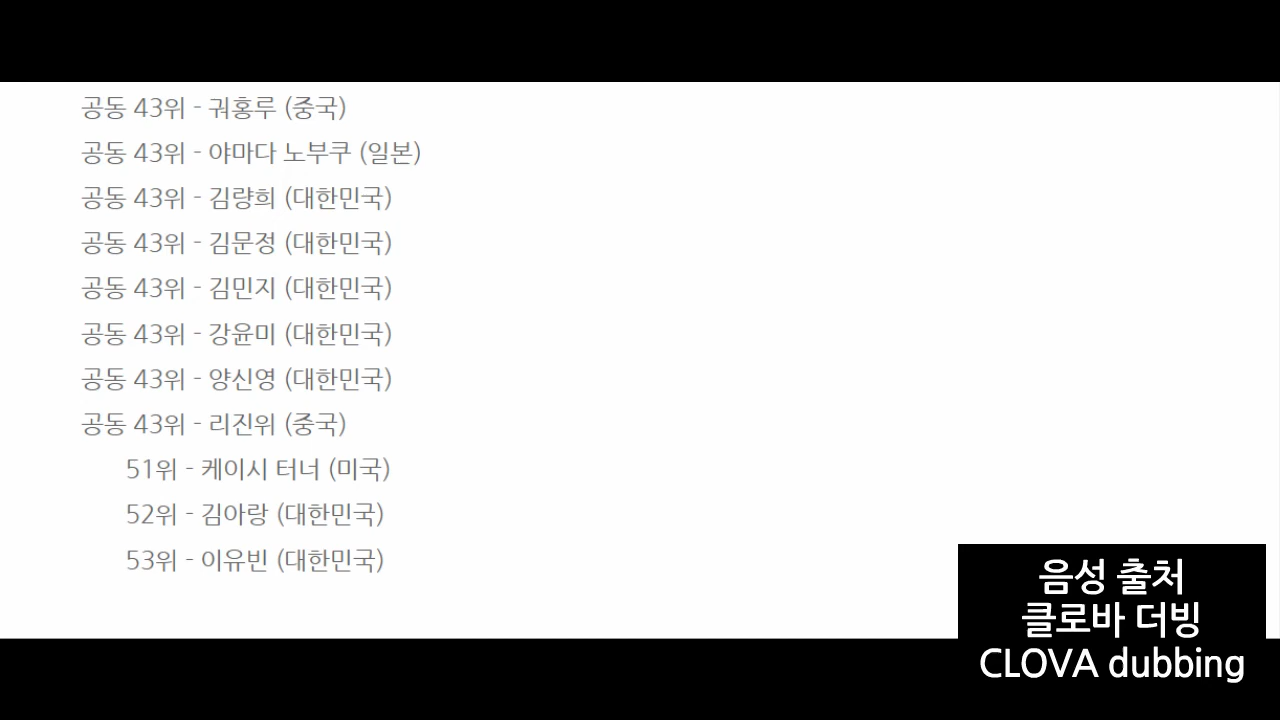 공동 43위 - 궈홍루 (중국)
공동 43위 - 야마다 노부쿠 (일본)
공동 43위 - 김량희 (대한민국)
공동 43위 - 김문정 (대한민국)
공동 43위 - 김민지 (대한민국)
공동 43위 - 강윤미 (대한민국)
공동 43위 - 양신영 (대한민국)
공동 43위 - 리진위 (중국)
51위 - 케이시 터너 (미국)
52위 - 김아랑 (대한민국)
53위 - 이유빈 (대한민국)
음성 출처
클로바 더빙
CLOVA dubbing